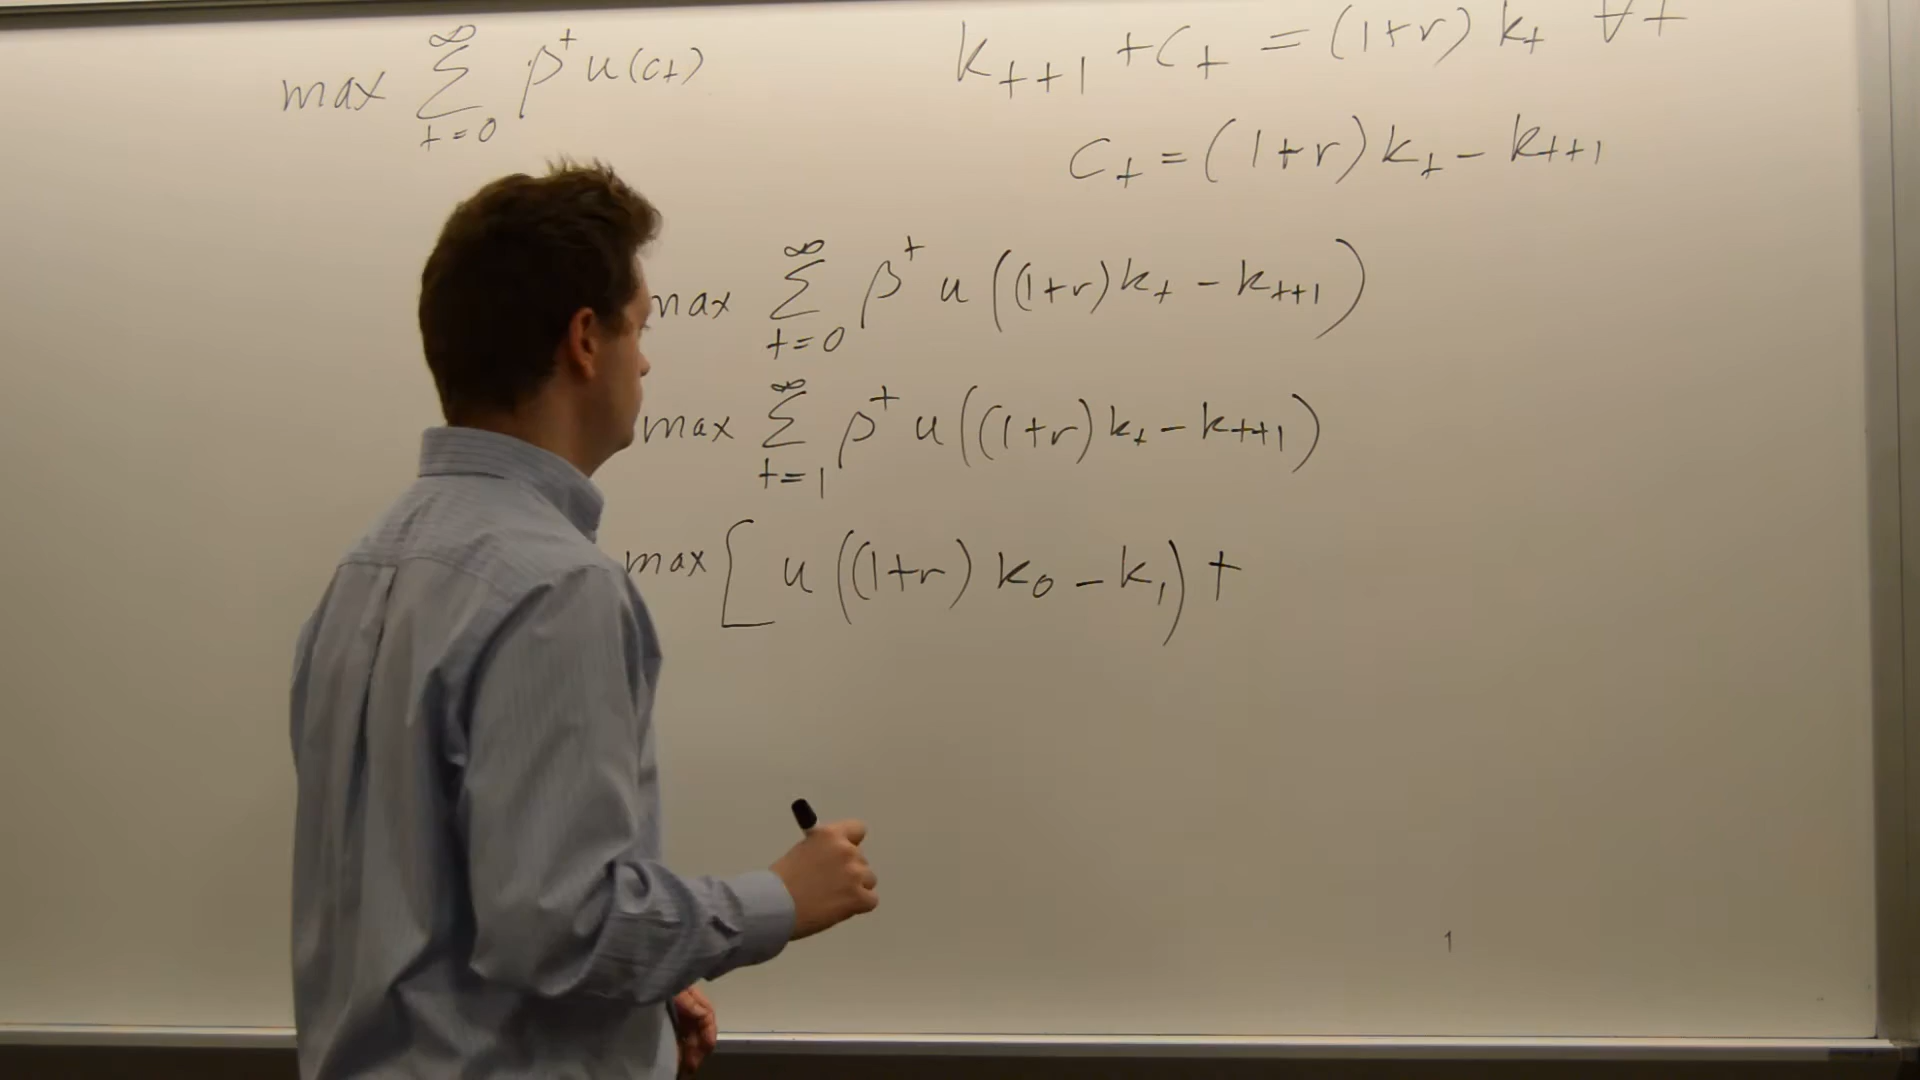 max ∑_{t=0}^{∞} β^t u(c_t)
k_{t+1} + c_t = (1+r) k_t ∀ t
c_t = (1+r) k_t − k_{t+1}
max ∑_{t=0}^{∞} β^t u((1+r)k_t − k_{t+1})
max ∑_{t=1}^{∞} β^t u((1+r)k_t − k_{t+1})
max [ u((1+r) k_0 − k_1) +
1